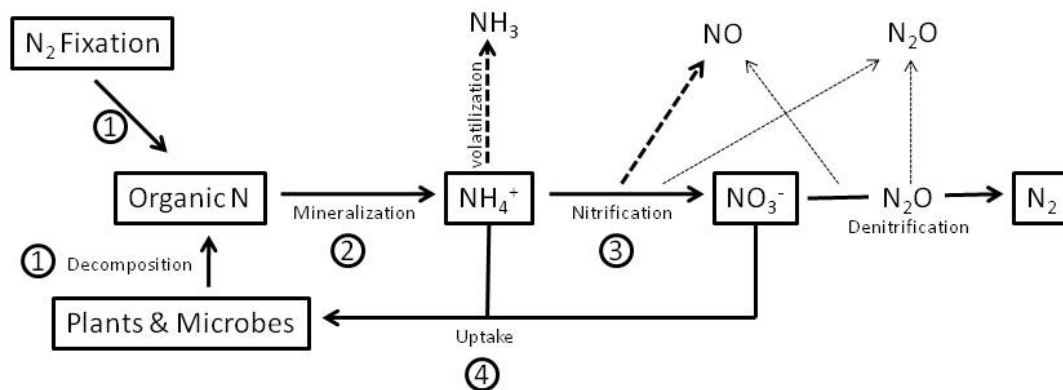 NH₃
NO
N₂O
N₂ Fixation
volatilization
①
Organic N
Mineralization
②
NH₄⁺
Nitrification
③
NO₃⁻
N₂O
Denitrification
N₂
① Decomposition
Plants & Microbes
Uptake
④